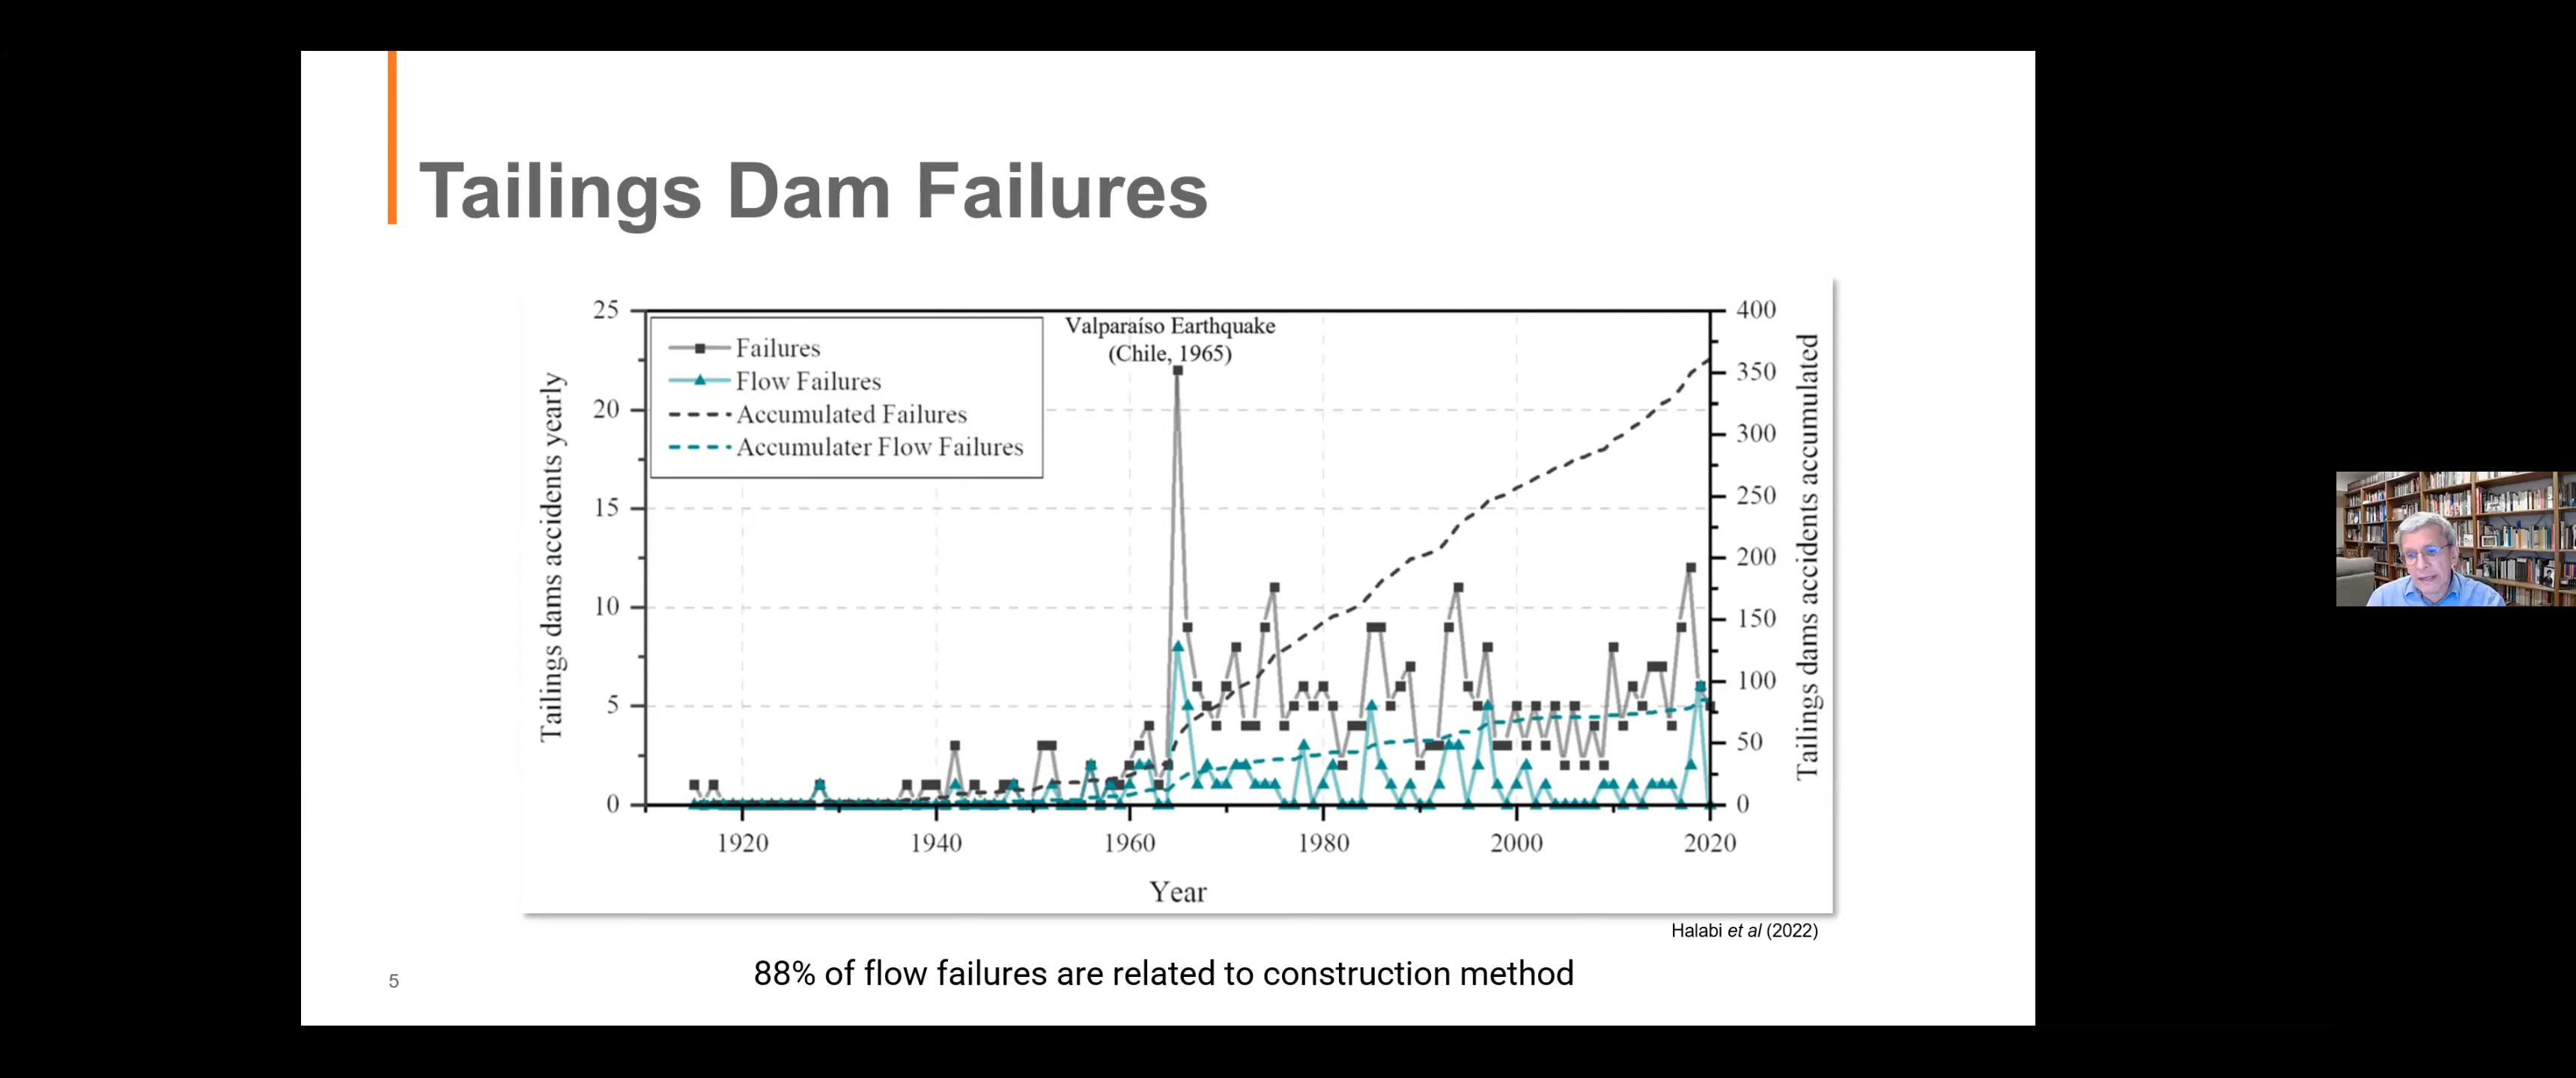 Tailings Dam Failures
Valparaíso Earthquake
(Chile, 1965)
Failures
Flow Failures
Accumulated Failures
Accumulater Flow Failures
Tailings dams accidents yearly
25
20
15
10
5
0
400
350
300
250
200
150
100
50
0
Tailings dams accidents accumulated
1920 1940 1960 1980 2000 2020
Year
Halabi et al (2022)
88% of flow failures are related to construction method
5